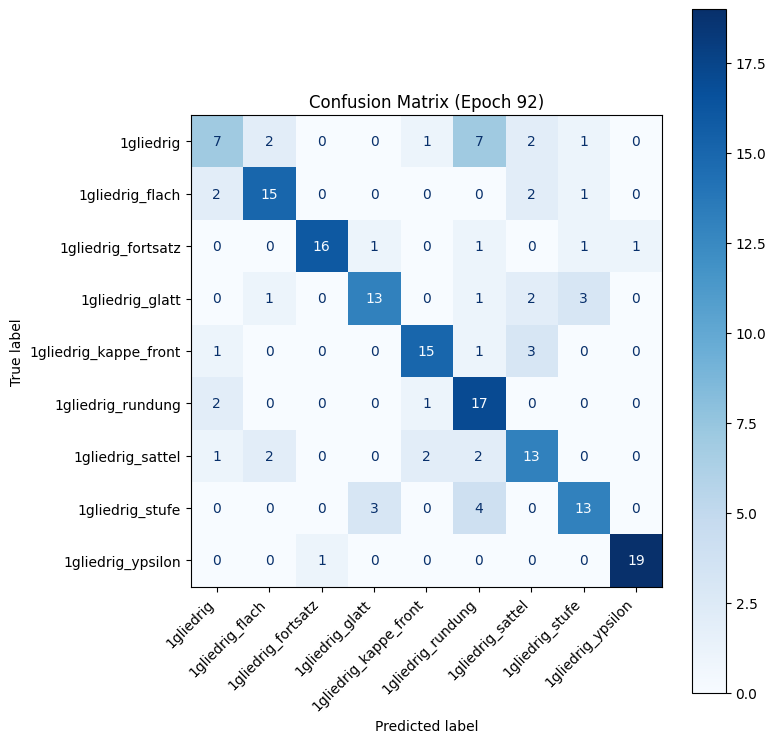 Confusion Matrix (Epoch 92)
True label
1gliedrig 7 2 0 0 1 7 2 1 0
1gliedrig_flach 2 15 0 0 0 0 2 1 0
1gliedrig_fortsatz 0 0 16 1 0 1 0 1 1
1gliedrig_glatt 0 1 0 13 0 1 2 3 0
1gliedrig_kappe_front 1 0 0 0 15 1 3 0 0
1gliedrig_rundung 2 0 0 0 1 17 0 0 0
1gliedrig_sattel 1 2 0 0 2 2 13 0 0
1gliedrig_stufe 0 0 0 3 0 4 0 13 0
1gliedrig_ypsilon 0 0 1 0 0 0 0 0 19
1gliedrig
1gliedrig_flach
1gliedrig_fortsatz
1gliedrig_glatt
1gliedrig_kappe_front
1gliedrig_rundung
1gliedrig_sattel
1gliedrig_stufe
1gliedrig_ypsilon
Predicted label
17.5
15.0
12.5
10.0
7.5
5.0
2.5
0.0